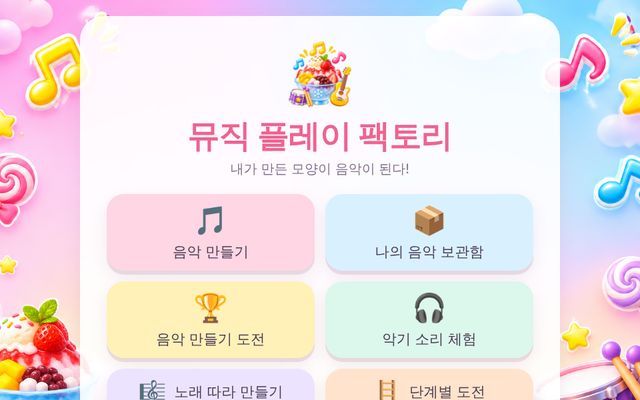 뮤직 플레이 팩토리
내가 만든 모양이 음악이 된다!
음악 만들기
나의 음악 보관함
음악 만들기 도전
악기 소리 체험
노래 따라 만들기
단계별 도전